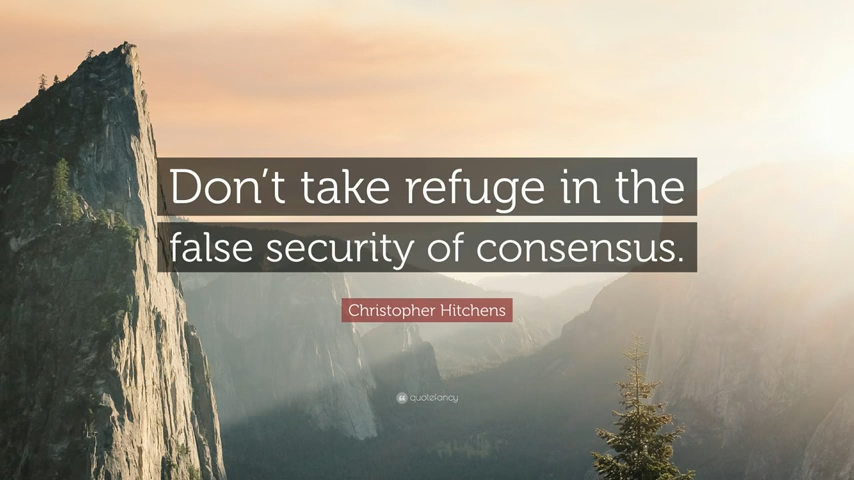 Don’t take refuge in the
false security of consensus.
Christopher Hitchens
quotefancy